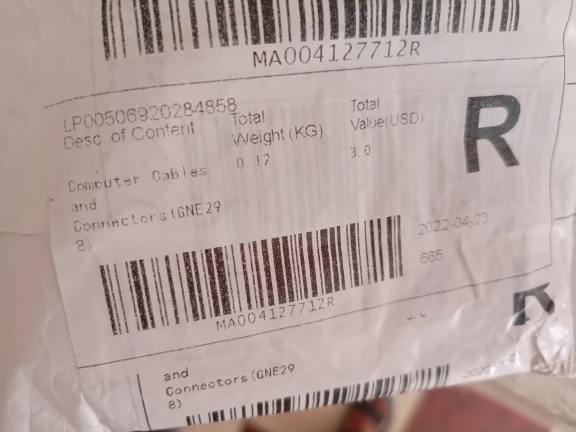 MA004127712R
LP00506920284858
Desc of Content
Total
Weight(KG)
Total
Value(USD)
R
0.12
3.0
Computer Cables
and
Connectors(GNE29
8)
2022-04-23
665
MA004127712R
and
Connectors(GNE29
8)
R